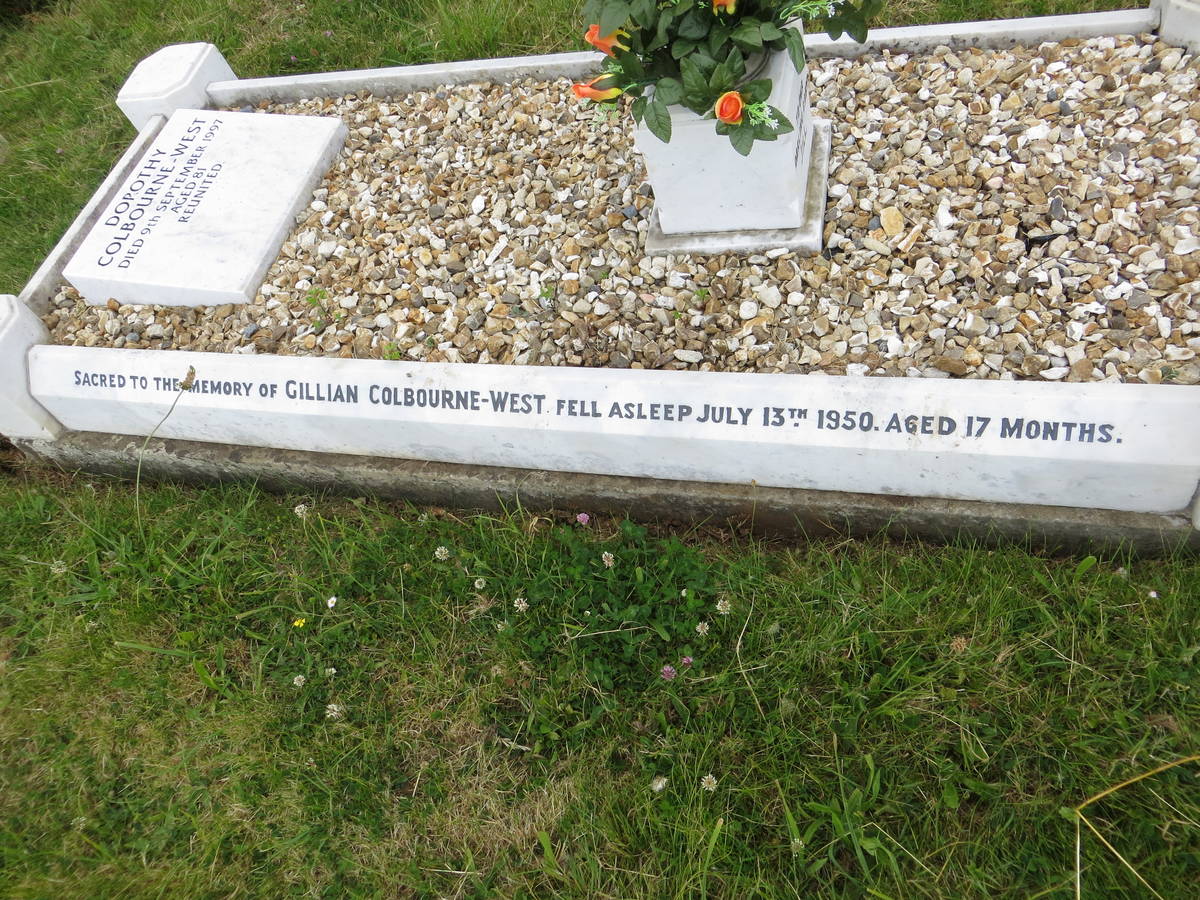 DOROTHY
COLBOURNE-WEST
DIED 9th SEPTEMBER 1997
AGED 81.
REUNITED.
SACRED TO THE MEMORY OF GILLIAN COLBOURNE-WEST. FELL ASLEEP JULY 13TH. 1950. AGED 17 MONTHS.